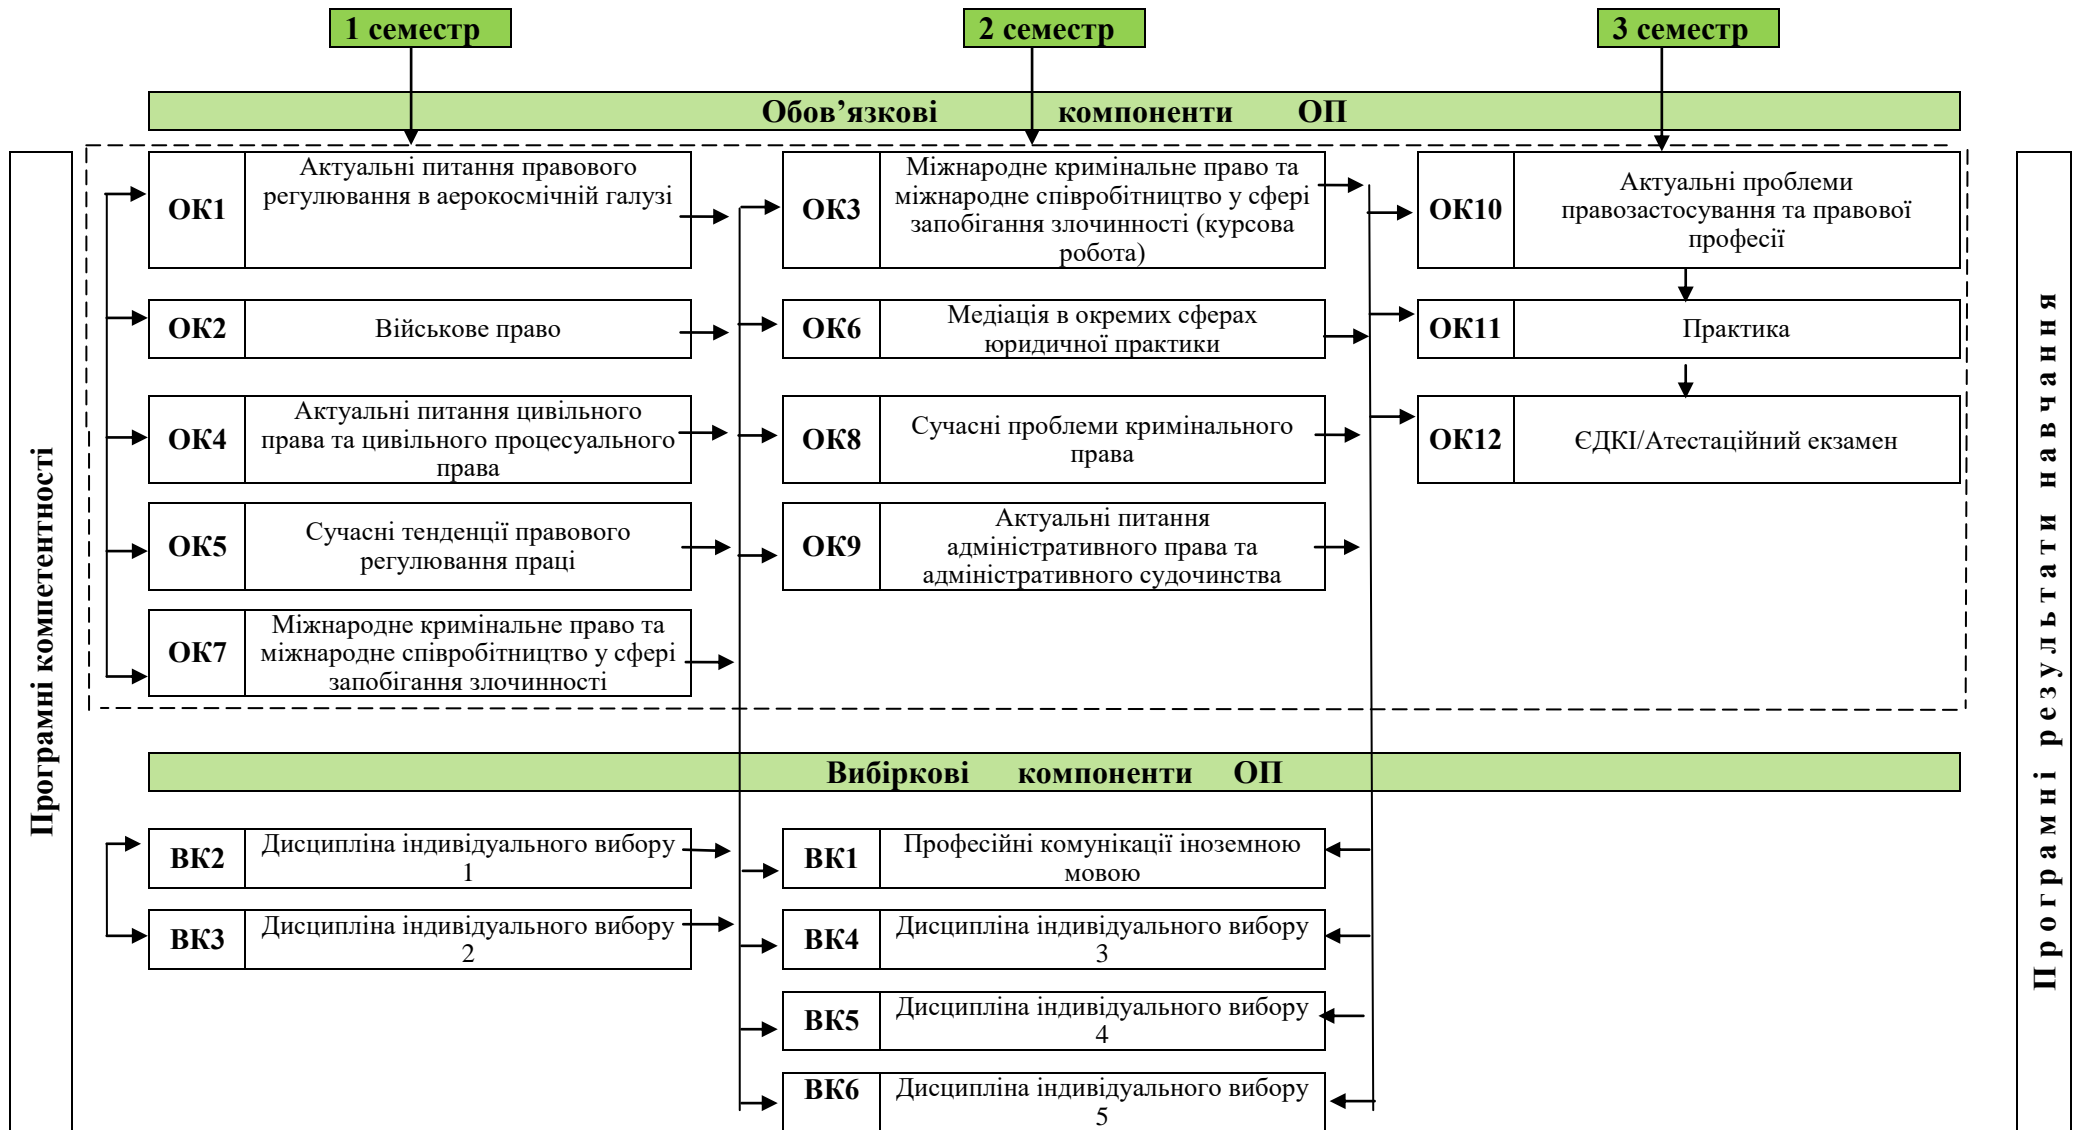 1 семестр
2 семестр
3 семестр
Обов’язкові компоненти ОП
Програмні компетентності
ОК1
Актуальні питання правового
регулювання в аерокосмічній галузі
ОК2
Військове право
ОК4
Актуальні питання цивільного
права та цивільного процесуального
права
ОК5
Сучасні тенденції правового
регулювання праці
ОК7
Міжнародне кримінальне право та
міжнародне співробітництво у сфері
запобігання злочинності
ОК3
Міжнародне кримінальне право та
міжнародне співробітництво у сфері
запобігання злочинності (курсова
робота)
ОК6
Медіація в окремих сферах
юридичної практики
ОК8
Сучасні проблеми кримінального
права
ОК9
Актуальні питання
адміністративного права та
адміністративного судочинства
ОК10
Актуальні проблеми
правозастосування та правової
професії
ОК11
Практика
ОК12
ЄДКІ/Атестаційний екзамен
Програмні результати навчання
Вибіркові компоненти ОП
ВК2
Дисципліна індивідуального вибору
1
ВК3
Дисципліна індивідуального вибору
2
ВК1
Професійні комунікації іноземною
мовою
ВК4
Дисципліна індивідуального вибору
3
ВК5
Дисципліна індивідуального вибору
4
ВК6
Дисципліна індивідуального вибору
5